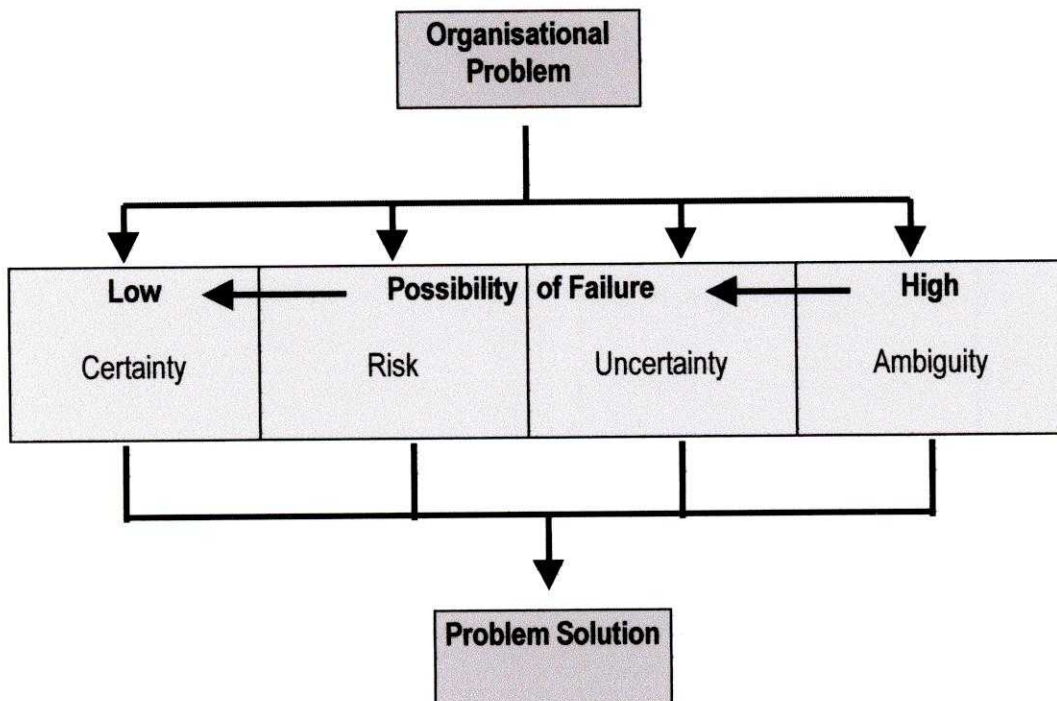 Organisational
Problem
Low Possibility of Failure High
Certainty Risk Uncertainty Ambiguity
Problem Solution